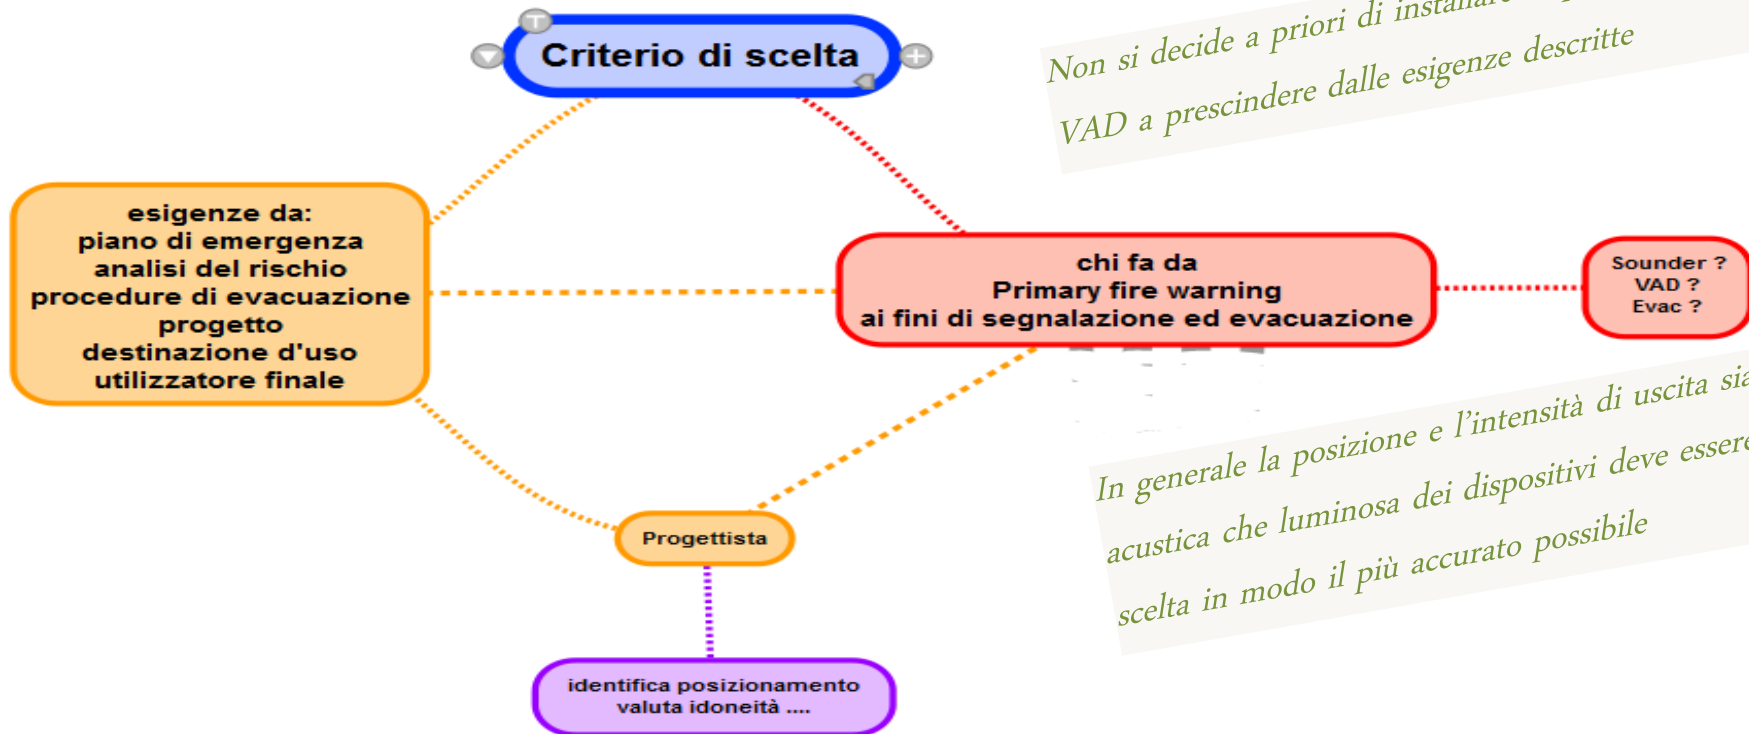 Criterio di scelta
Non si decide a priori di installare
VAD a prescindere dalle esigenze descritte
esigenze da:
piano di emergenza
analisi del rischio
procedure di evacuazione
progetto
destinazione d'uso
utilizzatore finale
chi fa da
Primary fire warning
ai fini di segnalazione ed evacuazione
Sounder ?
VAD ?
Evac ?
In generale la posizione e l'intensità di uscita sia
acustica che luminosa dei dispositivi deve essere
scelta in modo il più accurato possibile
Progettista
identifica posizionamento
valuta idoneità ....